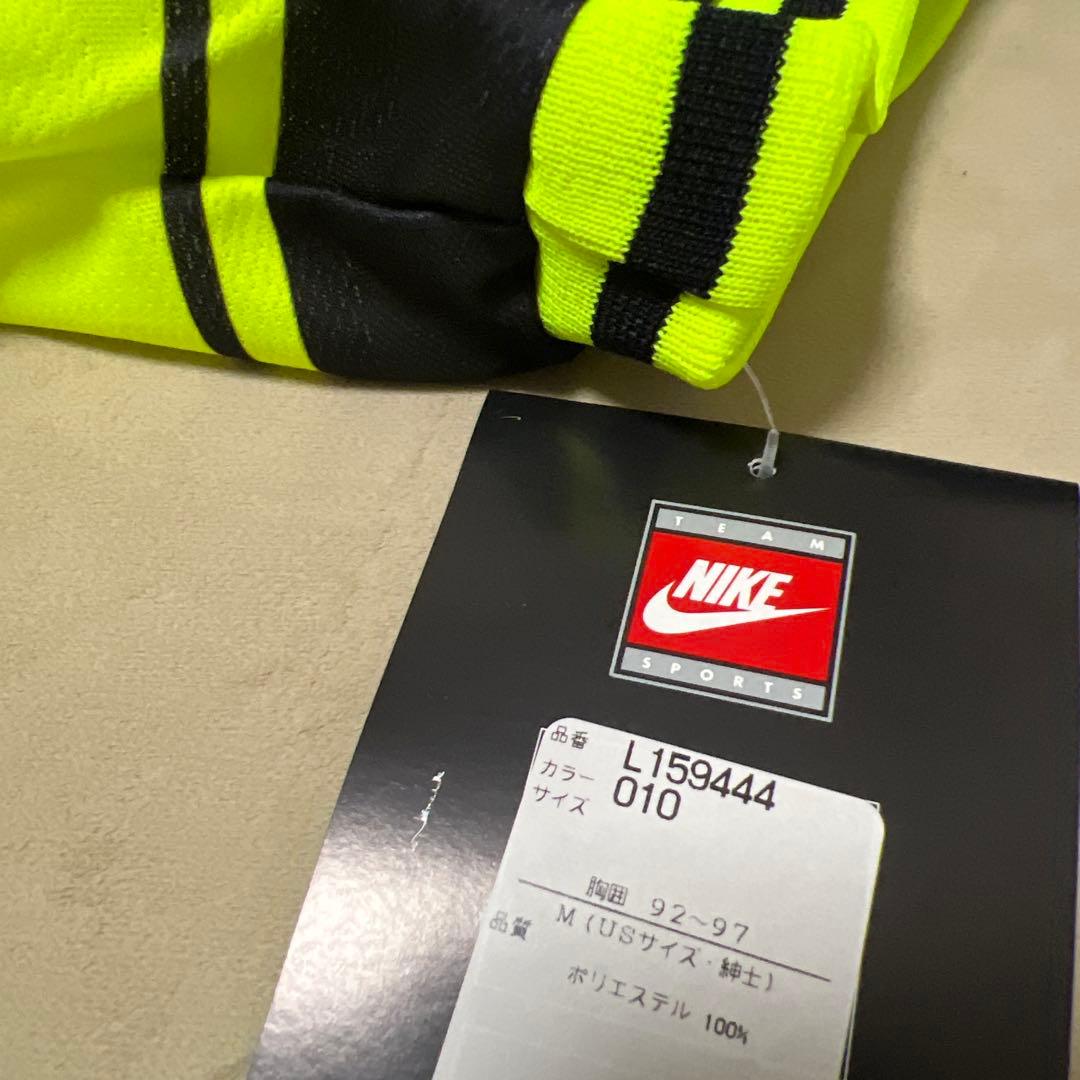 TEAM
NIKE
SPORTS
品番 L159444
カラー 010
サイズ
胸囲 92～97
M(USサイズ・紳士)
品質
ポリエステル 100%